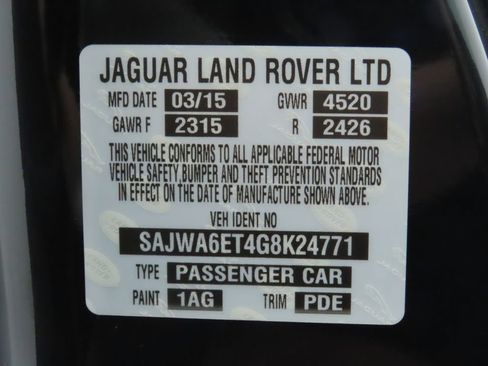 JAGUAR LAND ROVER LTD
MFD DATE 03/15 GVWR 4520
GAWR F 2315 R 2426
THIS VEHICLE CONFORMS TO ALL APPLICABLE FEDERAL MOTOR
VEHICLE SAFETY, BUMPER AND THEFT PREVENTION STANDARDS
IN EFFECT ON THE DATE OF MANUFACTURE SHOWN ABOVE.
VEH IDENT NO
SAJWA6ET4G8K24771
TYPE PASSENGER CAR
PAINT 1AG TRIM PDE